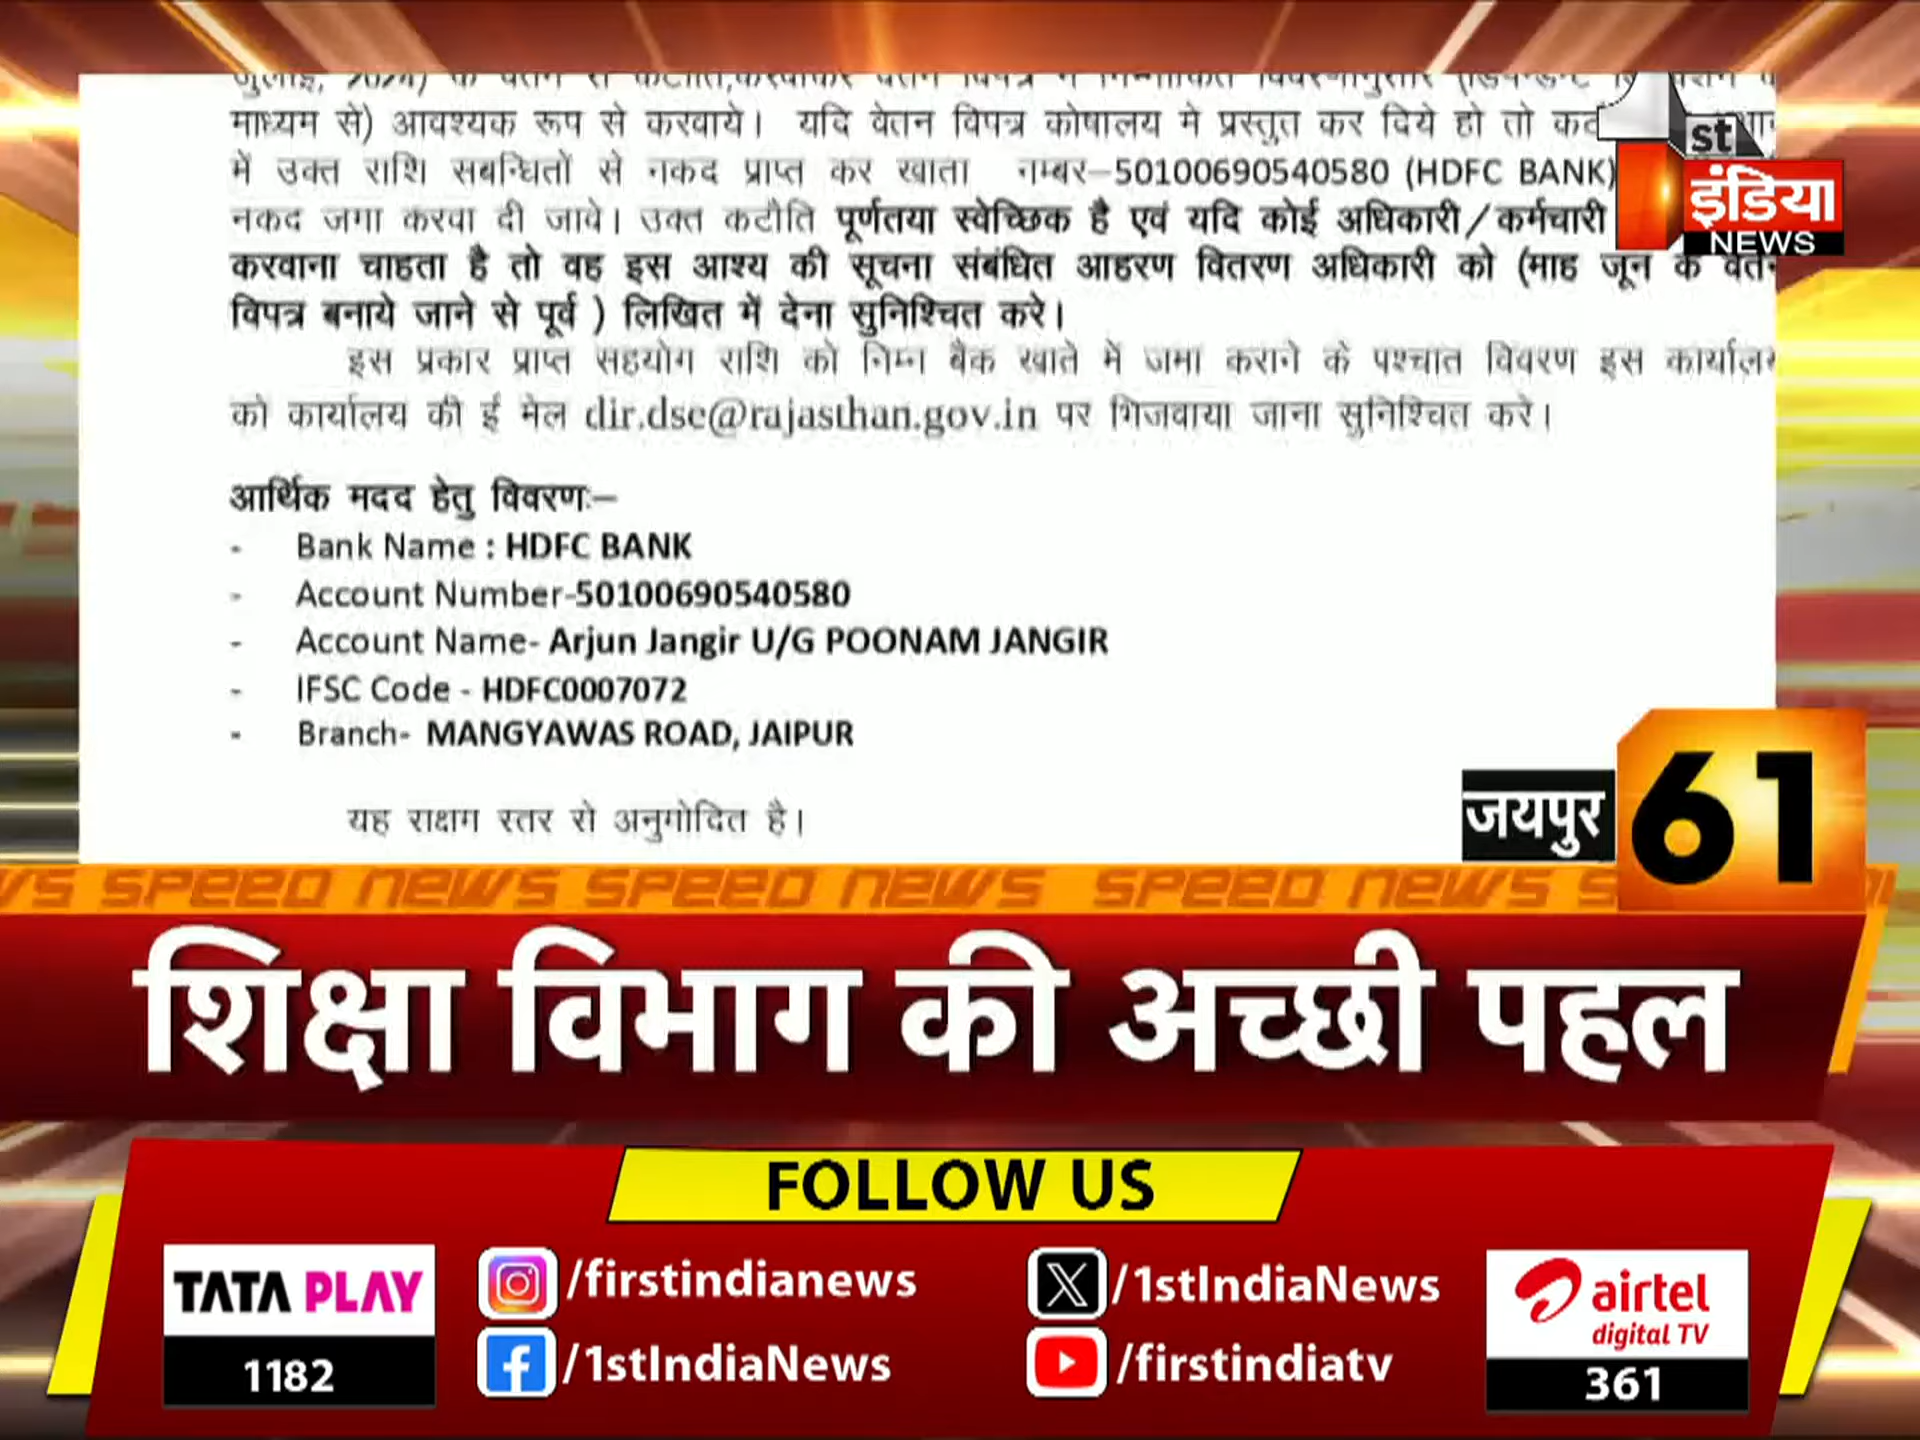 माध्यम से) आवश्यक रूप से करवाये। यदि वेतन विपत्र कोषालय मे प्रस्तुत कर दिये हो तो
में उक्त राशि सबन्धितों से नकद प्राप्त कर खाता नम्बर–50100690540580 (HDFC BANK)
नकद जमा करवा दी जावे। उक्त कटौति पूर्णतया स्वेच्छिक है एवं यदि कोई अधिकारी/कर्मचारी
करवाना चाहता है तो वह इस आश्य की सूचना संबंधित आहरण वितरण अधिकारी को (माह जून के
विपत्र बनाये जाने से पूर्व ) लिखित में देना सुनिश्चित करे।
इस प्रकार प्राप्त सहयोग राशि को निम्न बैक खाते में जमा कराने के पश्चात विवरण इस
को कार्यालय की ई मेल dir.dse@rajasthan.gov.in पर भिजवाया जाना सुनिश्चित करे।
आर्थिक मदद हेतु विवरण:–
- Bank Name : HDFC BANK
- Account Number-50100690540580
- Account Name- Arjun Jangir U/G POONAM JANGIR
- IFSC Code - HDFC0007072
- Branch- MANGYAWAS ROAD, JAIPUR
यह सक्षम स्तर से अनुमोदित है।
1st
इंडिया
NEWS
जयपुर
61
SPEED NEWS SPEED NEWS SPEED NEWS
शिक्षा विभाग की अच्छी पहल
FOLLOW US
TATA PLAY
1182
/firstindianews
/1stIndiaNews
/1stIndiaNews
/firstindiatv
airtel
digital TV
361